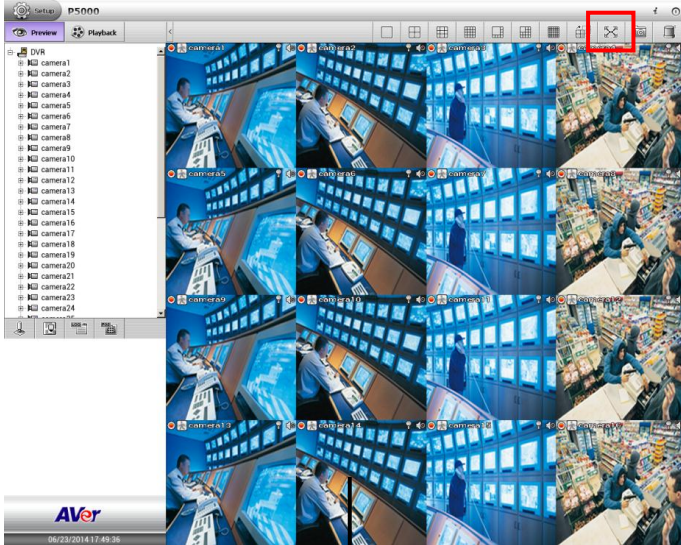 Setup P5000
Preview Playback
DVR
camera1
camera2
camera3
camera4
camera5
camera6
camera7
camera8
camera9
camera10
camera11
camera12
camera13
camera14
camera15
camera16
camera17
camera18
camera19
camera20
camera21
camera22
camera23
camera24
camera1 camera2 camera3
camera5 camera6 camera7 camera8
camera9 camera10 camera11 camera12
camera13 camera14 camera15 camera16
AVer
06/23/2014 17:49:36